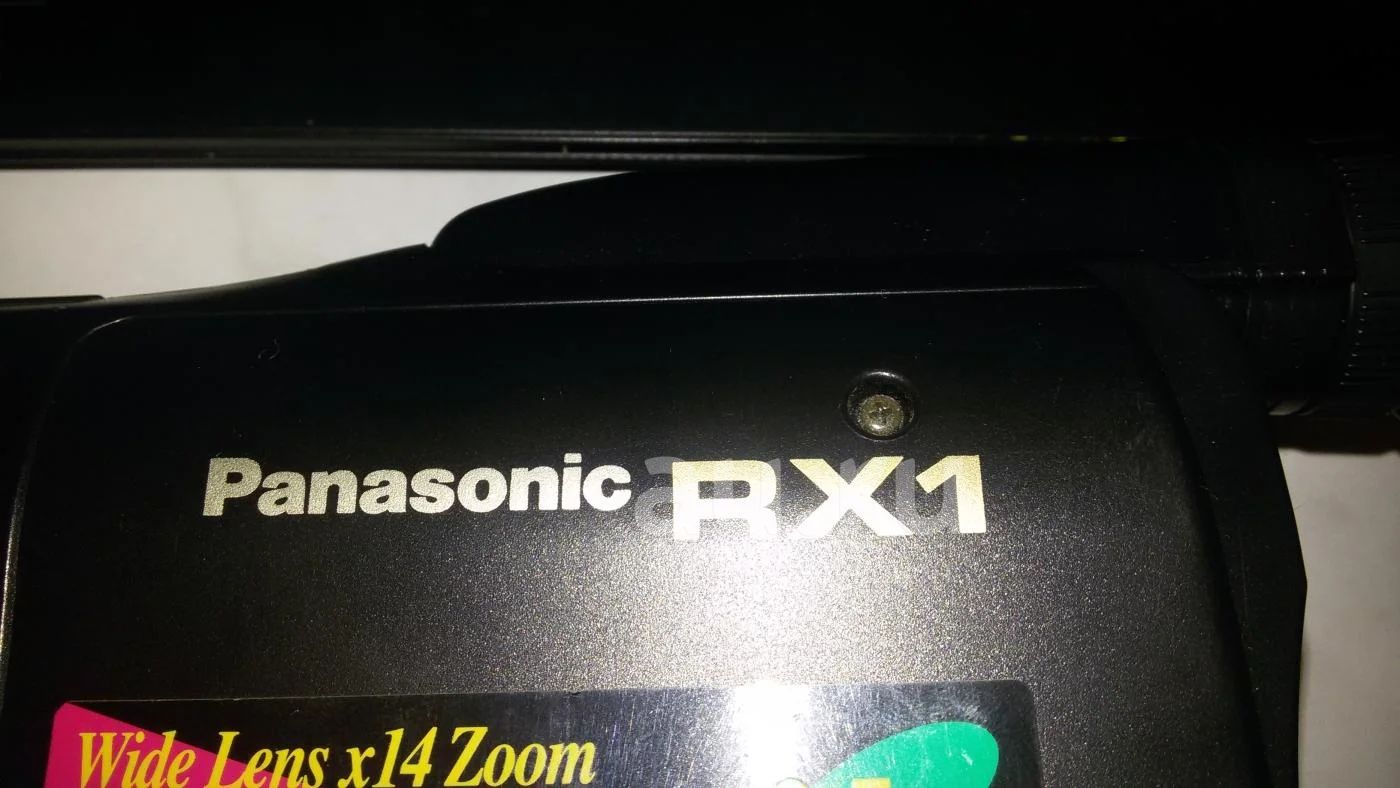 Panasonic RX1
Wide Lens x14 Zoom